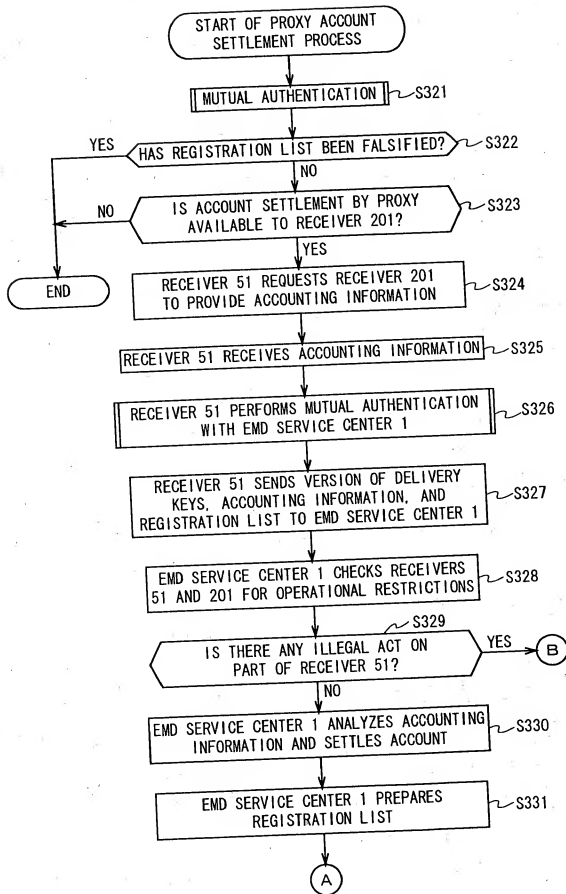 START OF PROXY ACCOUNT
SETTLEMENT PROCESS
MUTUAL AUTHENTICATION
S321
YES
HAS REGISTRATION LIST BEEN FALSIFIED?
S322
NO
NO
IS ACCOUNT SETTLEMENT BY PROXY
AVAILABLE TO RECEIVER 201?
S323
YES
END
RECEIVER 51 REQUESTS RECEIVER 201
TO PROVIDE ACCOUNTING INFORMATION
S324
RECEIVER 51 RECEIVES ACCOUNTING INFORMATION
S325
RECEIVER 51 PERFORMS MUTUAL AUTHENTICATION
WITH EMD SERVICE CENTER 1
S326
RECEIVER 51 SENDS VERSION OF DELIVERY
KEYS, ACCOUNTING INFORMATION, AND
REGISTRATION LIST TO EMD SERVICE CENTER 1
S327
EMD SERVICE CENTER 1 CHECKS RECEIVERS
51 AND 201 FOR OPERATIONAL RESTRICTIONS
S328
S329
IS THERE ANY ILLEGAL ACT ON
PART OF RECEIVER 51?
YES
B
NO
EMD SERVICE CENTER 1 ANALYZES ACCOUNTING
INFORMATION AND SETTLES ACCOUNT
S330
EMD SERVICE CENTER 1 PREPARES
REGISTRATION LIST
S331
A